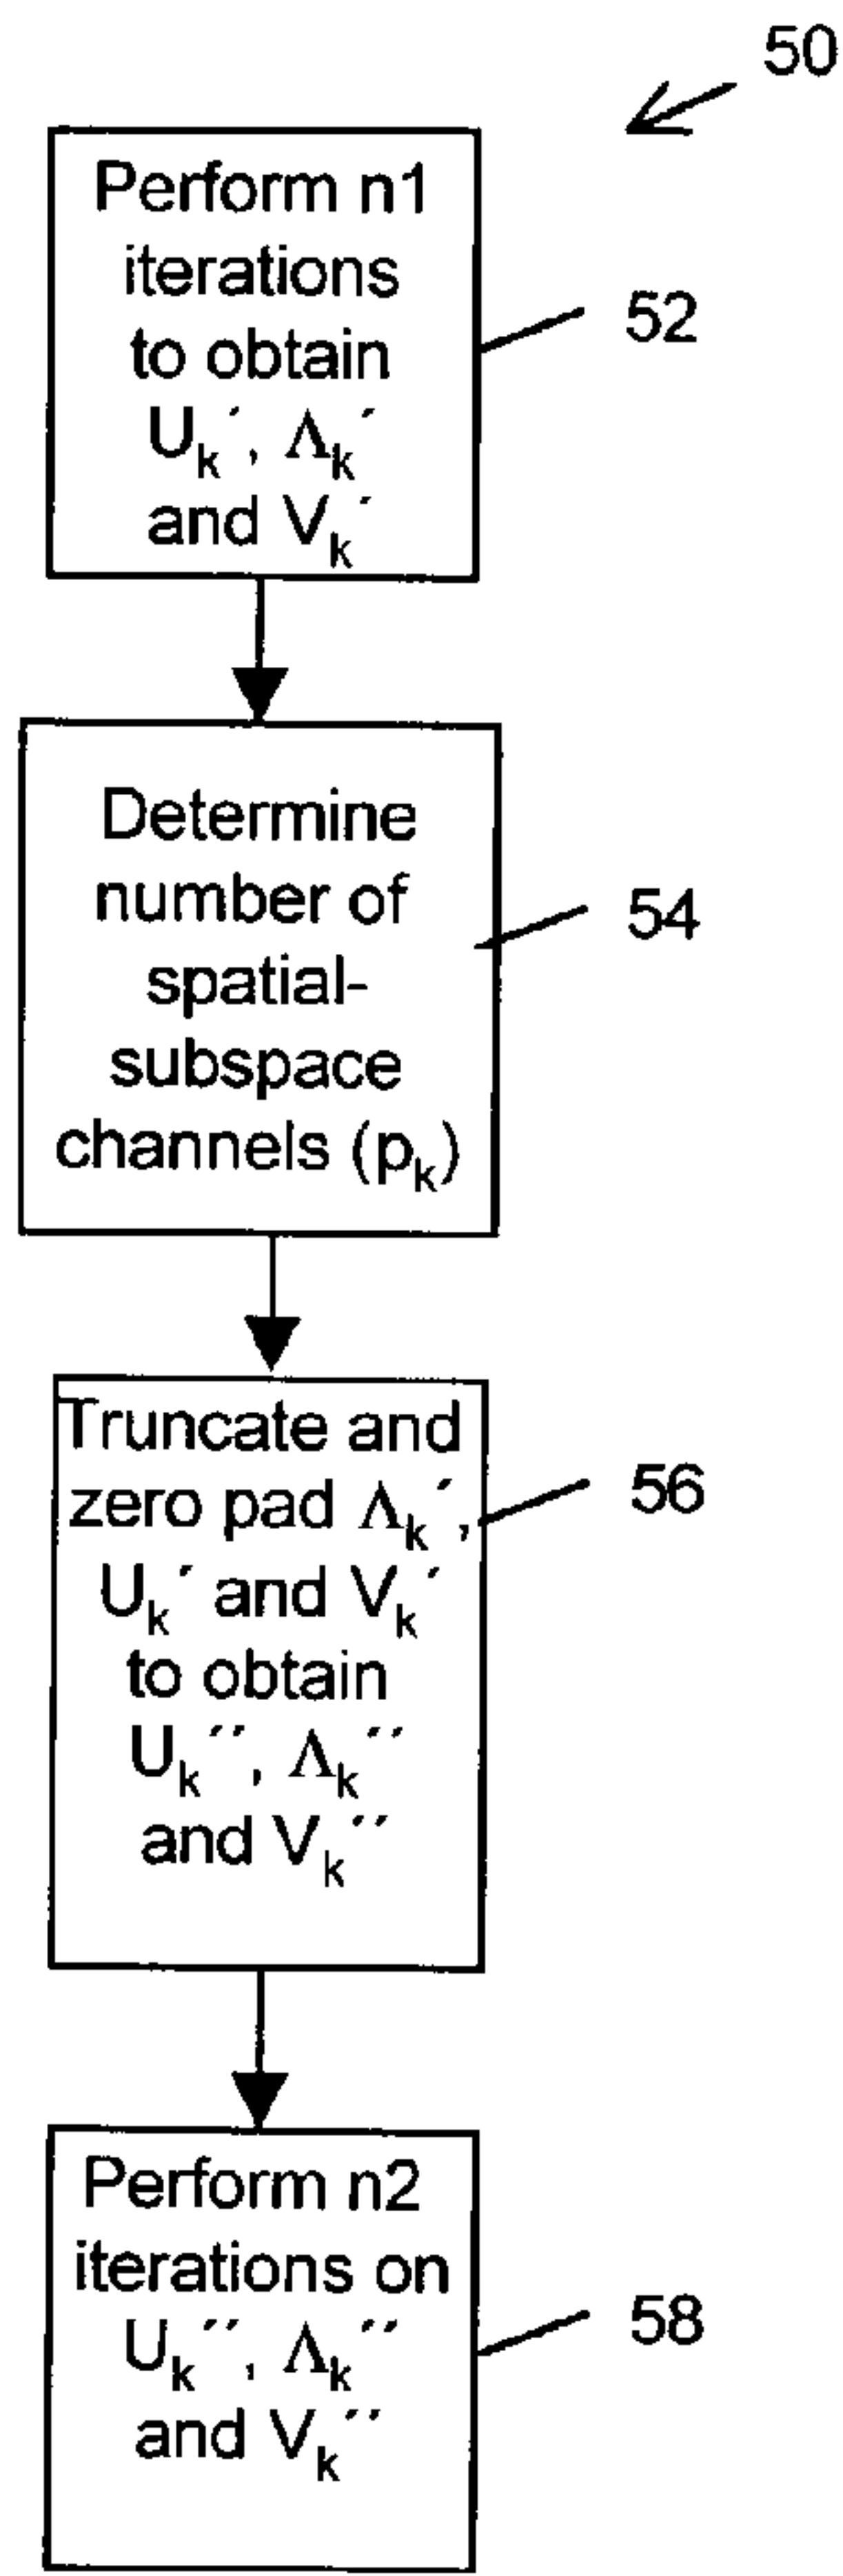 50
Perform n1
iterations
to obtain
Uk´, Λk´
and Vk´
52
Determine
number of
spatial-
subspace
channels (pk)
54
Truncate and
zero pad Λk´,
Uk´ and Vk´
to obtain
Uk´´, Λk´´
and Vk´´
56
Perform n2
iterations on
Uk´´, Λk´´
and Vk´´
58